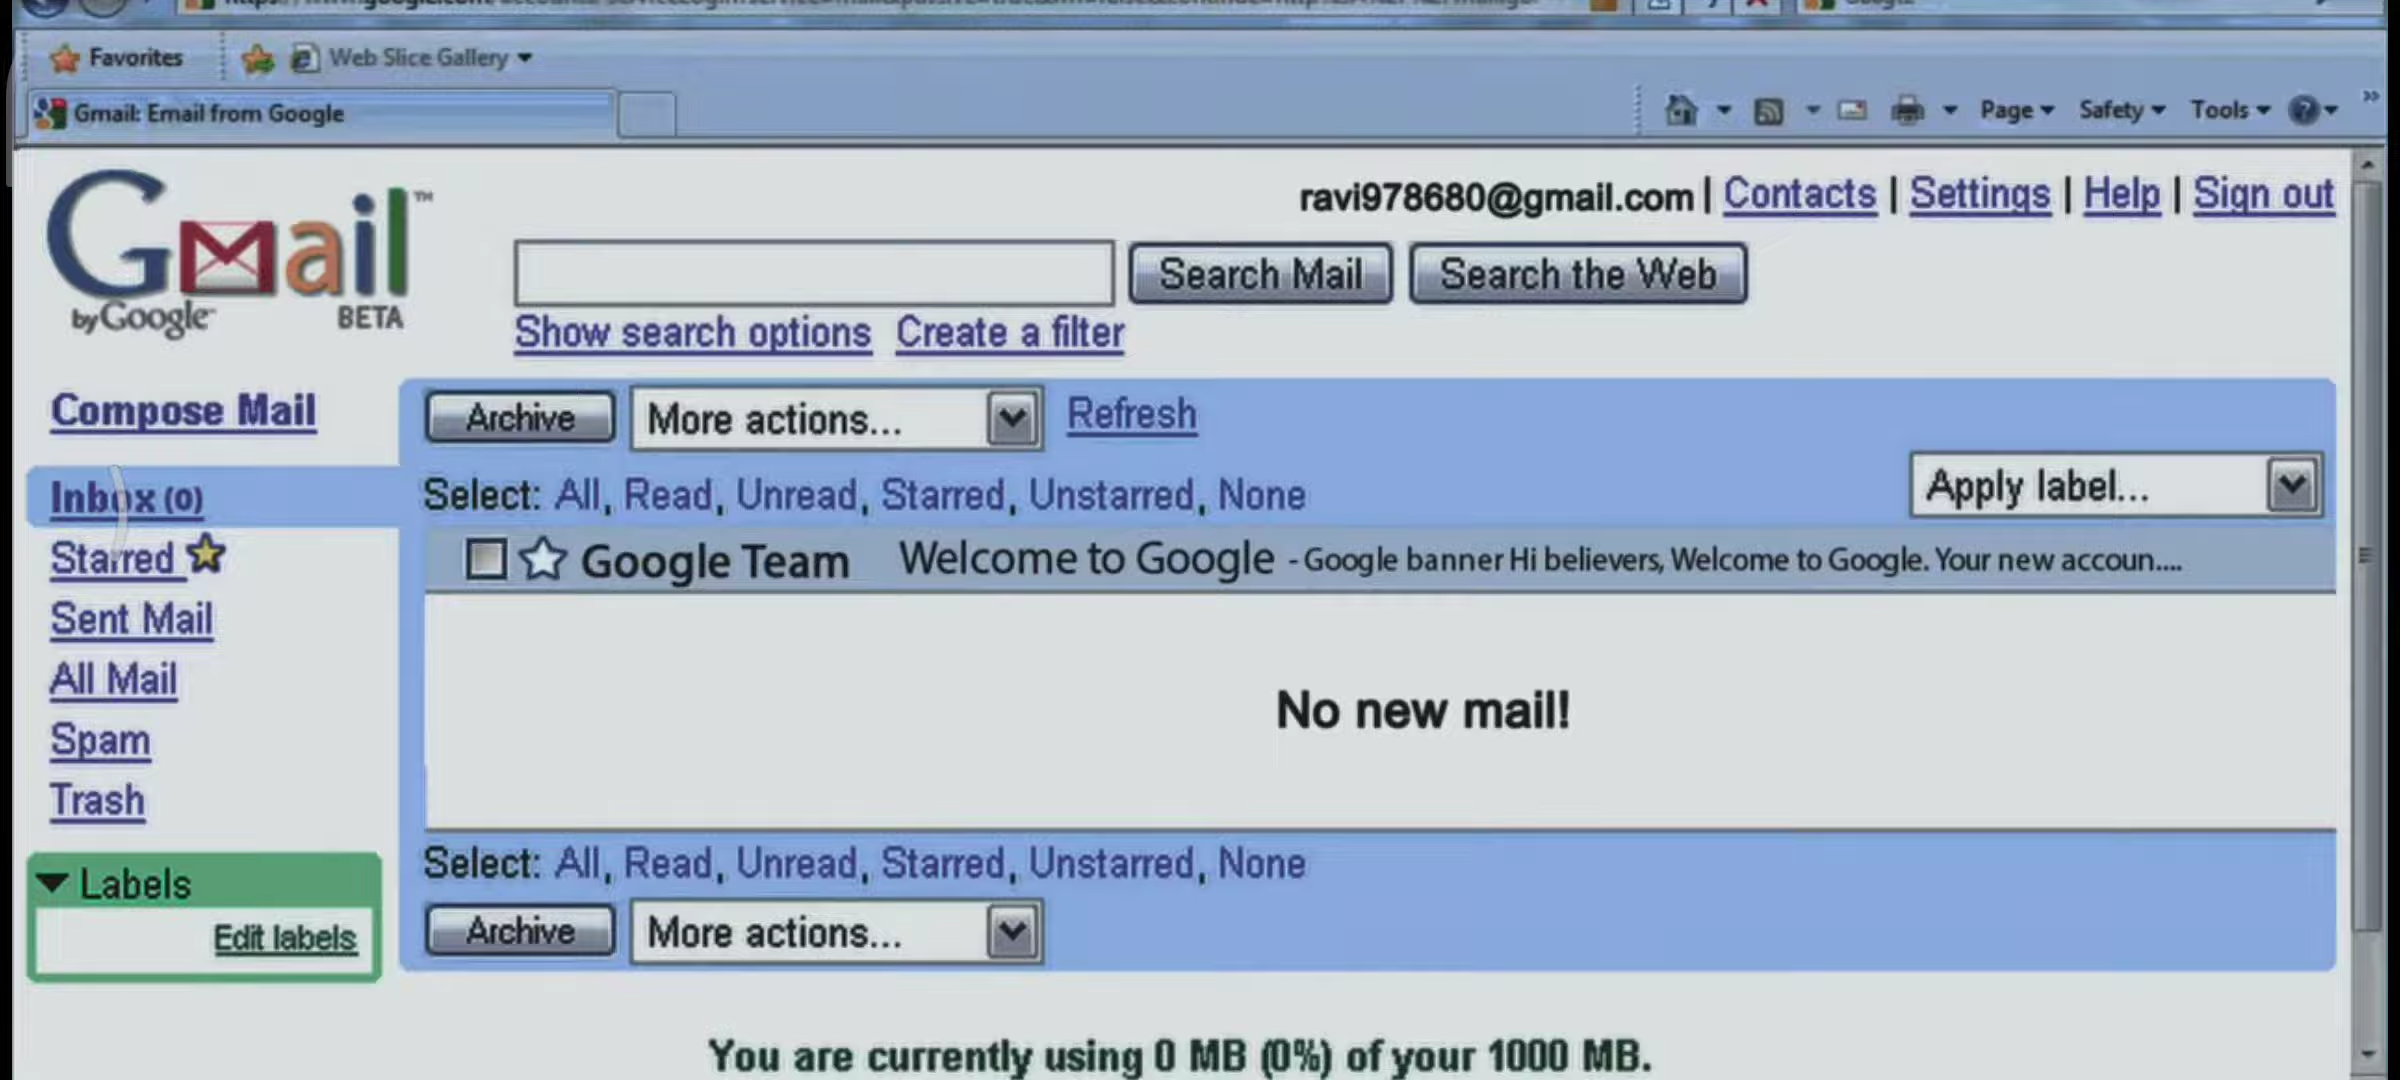 Favorites Web Slice Gallery
Gmail: Email from Google Page Safety Tools
Gmail™
by Google BETA
ravi978680@gmail.com | Contacts | Settings | Help | Sign out
Search Mail Search the Web
Show search options Create a filter
Compose Mail Archive More actions... Refresh
Inbox (0) Select: All, Read, Unread, Starred, Unstarred, None Apply label...
Starred Google Team Welcome to Google - Google banner Hi believers, Welcome to Google. Your new accoun....
Sent Mail
All Mail
No new mail!
Spam
Trash
Labels Select: All, Read, Unread, Starred, Unstarred, None
Edit labels Archive More actions...
You are currently using 0 MB (0%) of your 1000 MB.